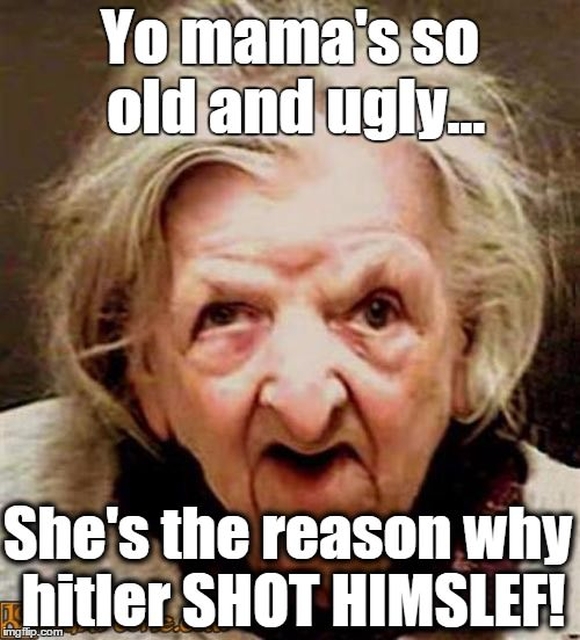 Yo mama's so
old and ugly...
She's the reason why
hitler SHOT HIMSLEF!
imgflip.com